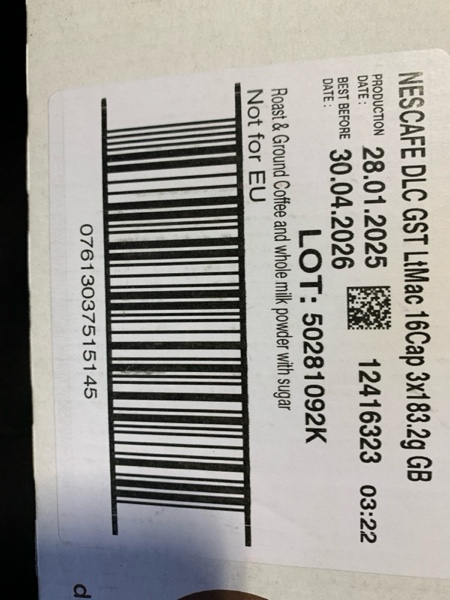 NESCAFE DLC GST LtMac 16Cap 3x183.2g GB
PRODUCTION DATE: 28.01.2025 12416323 03:22
BEST BEFORE DATE: 30.04.2026
LOT: 50281092K
Roast & Ground Coffee and whole milk powder with sugar
Not for EU
07613037515145